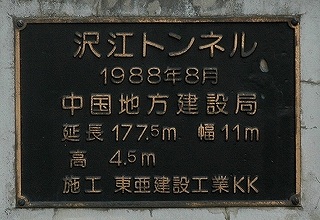 沢江トンネル
1988年8月
中国地方建設局
延長 177.5m 幅 11m
高 4.5m
施工 東亜建設工業KK